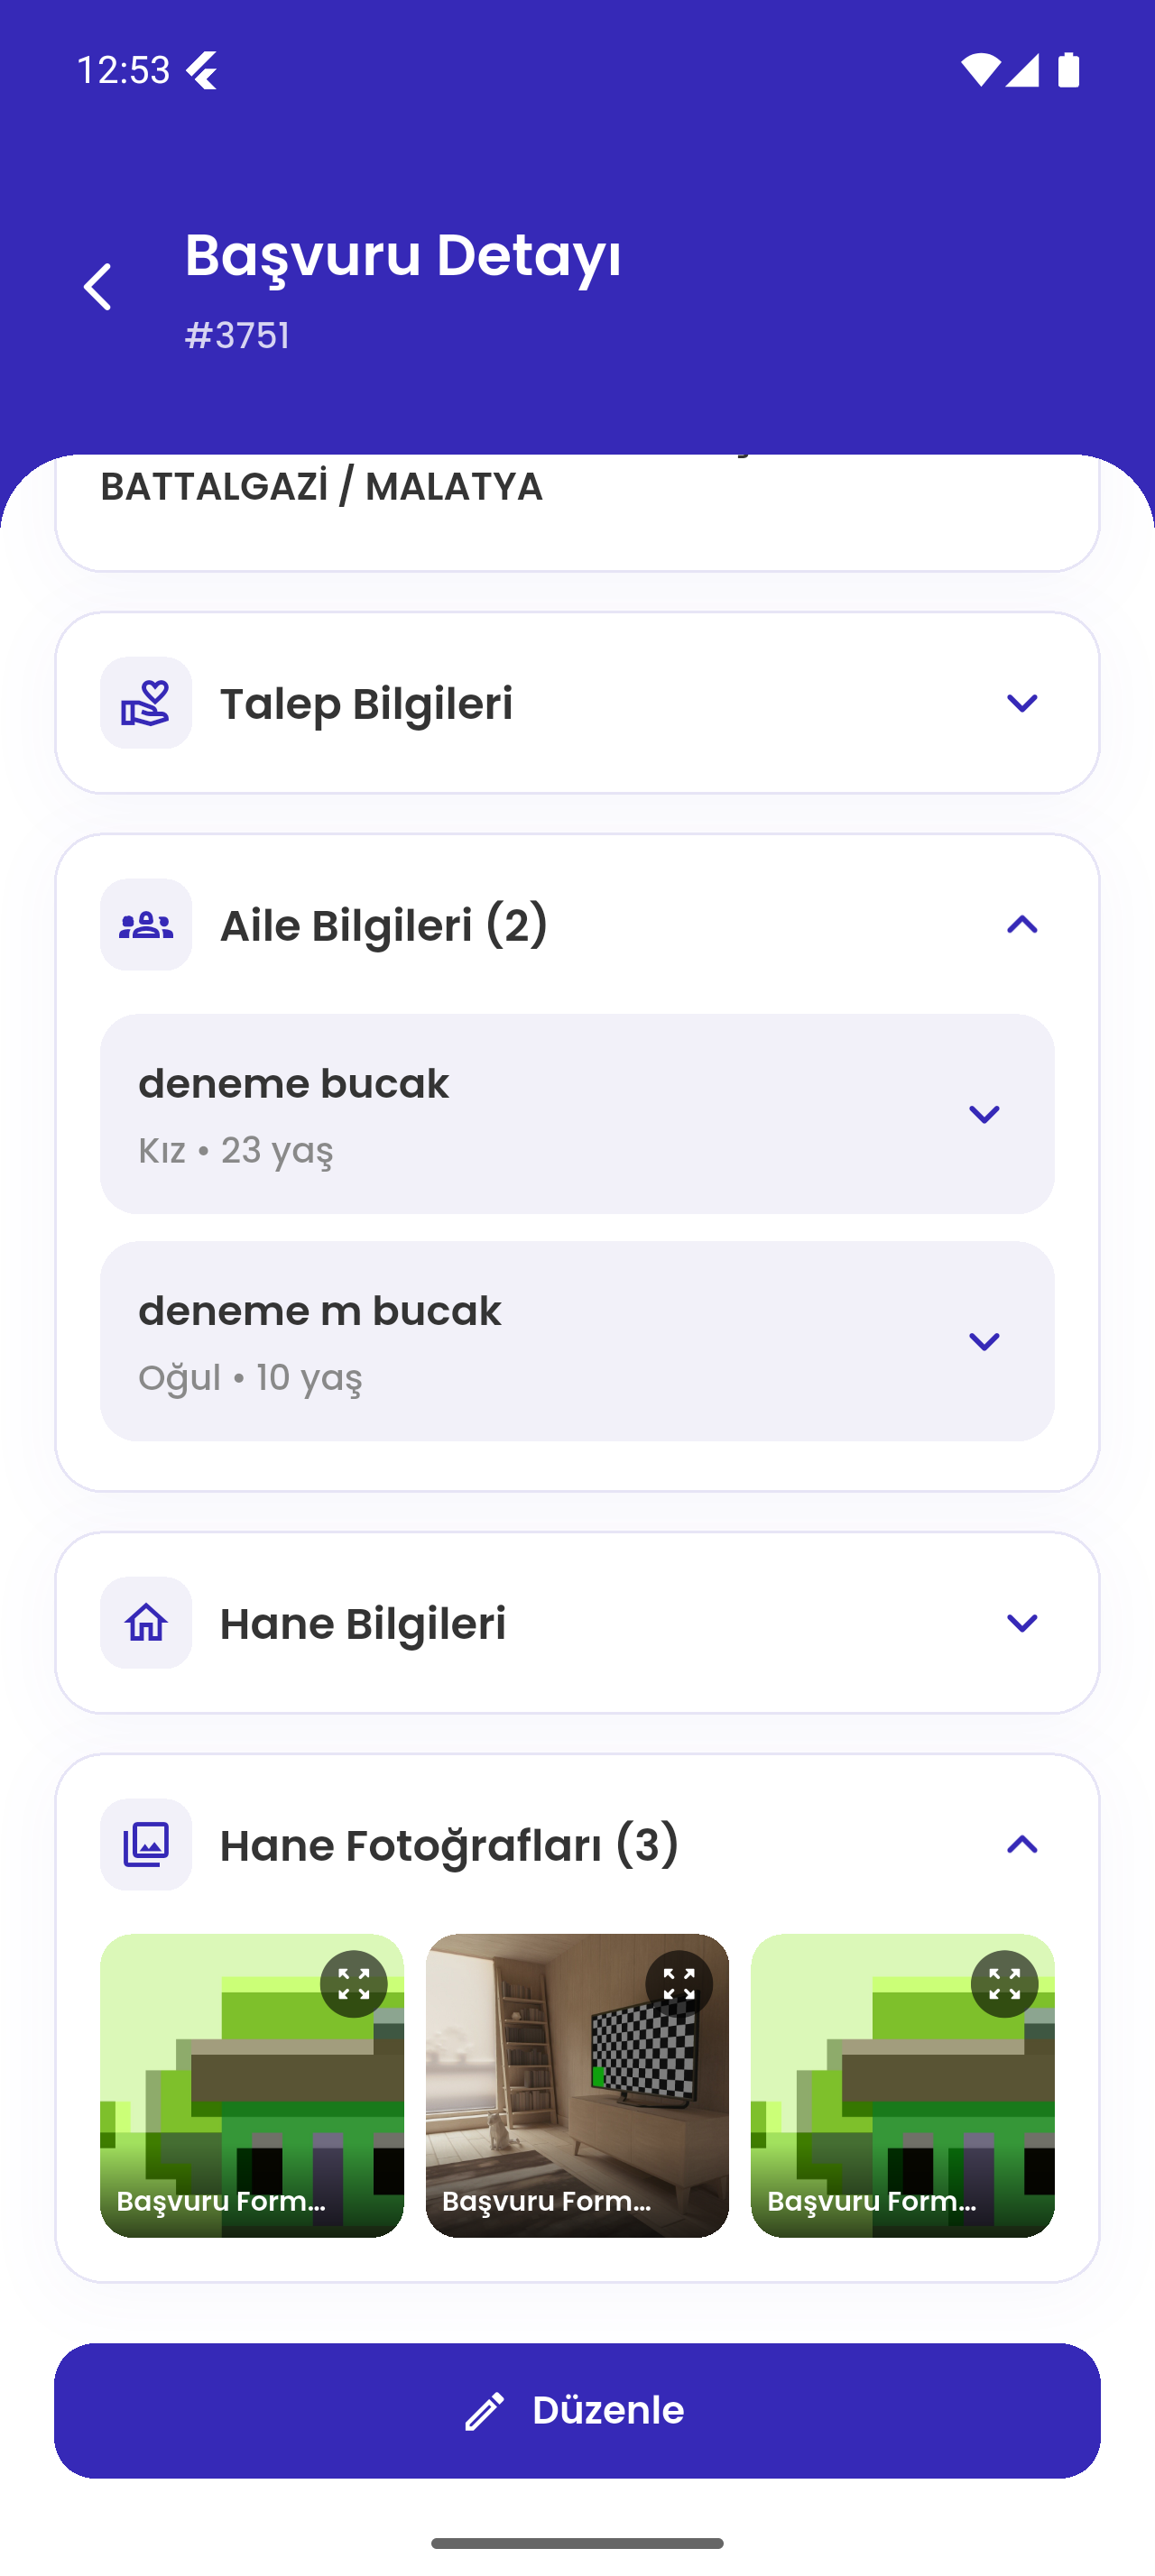 12:53
Başvuru Detayı
#3751
BATTALGAZİ / MALATYA
Talep Bilgileri
Aile Bilgileri (2)
deneme bucak
Kız • 23 yaş
deneme m bucak
Oğul • 10 yaş
Hane Bilgileri
Hane Fotoğrafları (3)
Başvuru Form...
Başvuru Form...
Başvuru Form...
Düzenle